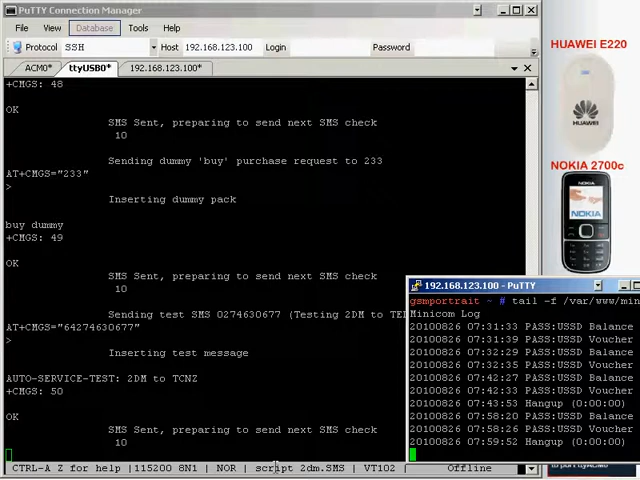 PuTTY Connection Manager
File View Database Tools Help
Protocol SSH Host 192.168.123.100 Login Password
ACM0* ttyUSB0* 192.168.123.100*
+CMGS: 48
OK
SMS Sent, preparing to send next SMS check
10
Sending dummy 'buy' purchase request to 233
AT+CMGS="233"
>
Inserting dummy pack
buy dummy
+CMGS: 49
OK
SMS Sent, preparing to send next SMS check
10
Sending test SMS 0274630677 (Testing 2DM to TE
AT+CMGS="64274630677"
>
Inserting test message
AUTO-SERVICE-TEST: 2DM to TCNZ
+CMGS: 50
OK
SMS Sent, preparing to send next SMS check
10
CTRL-A Z for help |115200 8N1 | NOR | script 2dm.SMS | VT102 | Offline
HUAWEI E220
HUAWEI
NOKIA 2700c
192.168.123.100 - PuTTY
gsmportrait ~ # tail -f /var/www/min
Minicom Log
20100826 07:31:33 PASS:USSD Balance
20100826 07:31:39 PASS:USSD Voucher
20100826 07:32:29 PASS:USSD Balance
20100826 07:32:35 PASS:USSD Voucher
20100826 07:42:27 PASS:USSD Balance
20100826 07:43:53 Hangup (0:00:00)
20100826 07:58:20 PASS:USSD Balance
20100826 07:58:26 PASS:USSD Voucher
20100826 07:59:52 Hangup (0:00:00)
to port ttyACM0